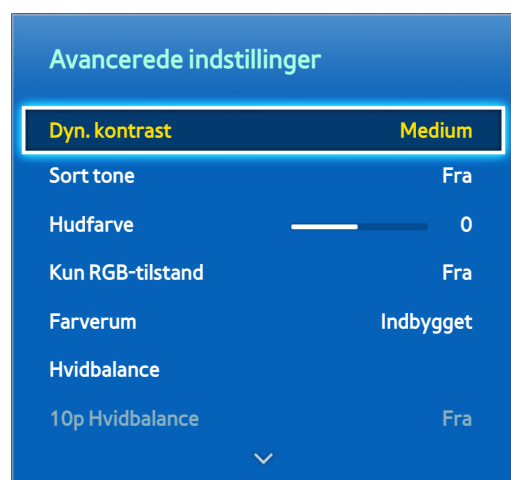 Avancerede indstillinger
Dyn. kontrast Medium
Sort tone Fra
Hudfarve 0
Kun RGB-tilstand Fra
Farverum Indbygget
Hvidbalance
10p Hvidbalance Fra